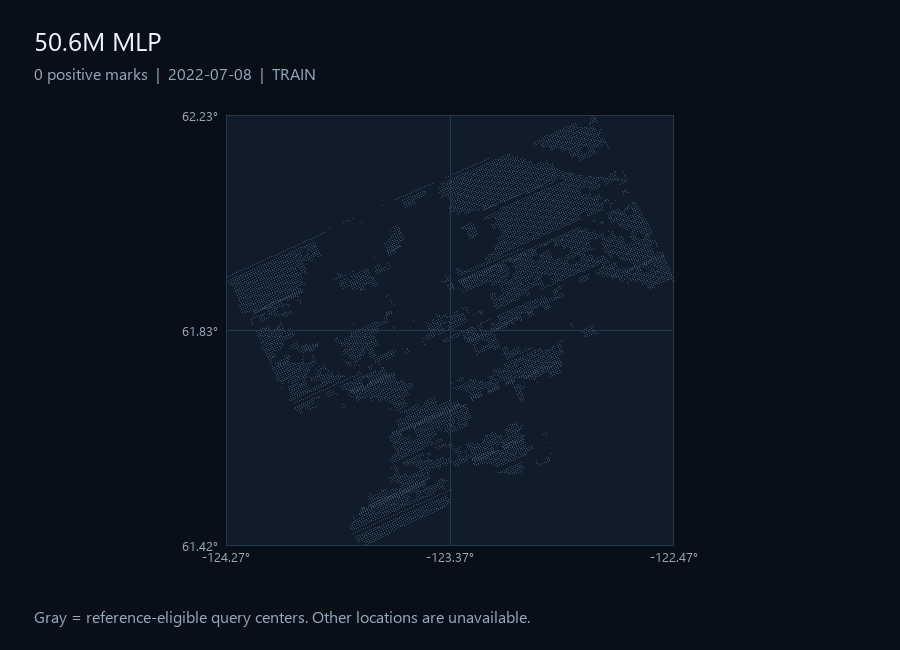 50.6M MLP
0 positive marks | 2022-07-08 | TRAIN
62.23°
61.83°
61.42°
-124.27°
-123.37°
-122.47°
Gray = reference-eligible query centers. Other locations are unavailable.